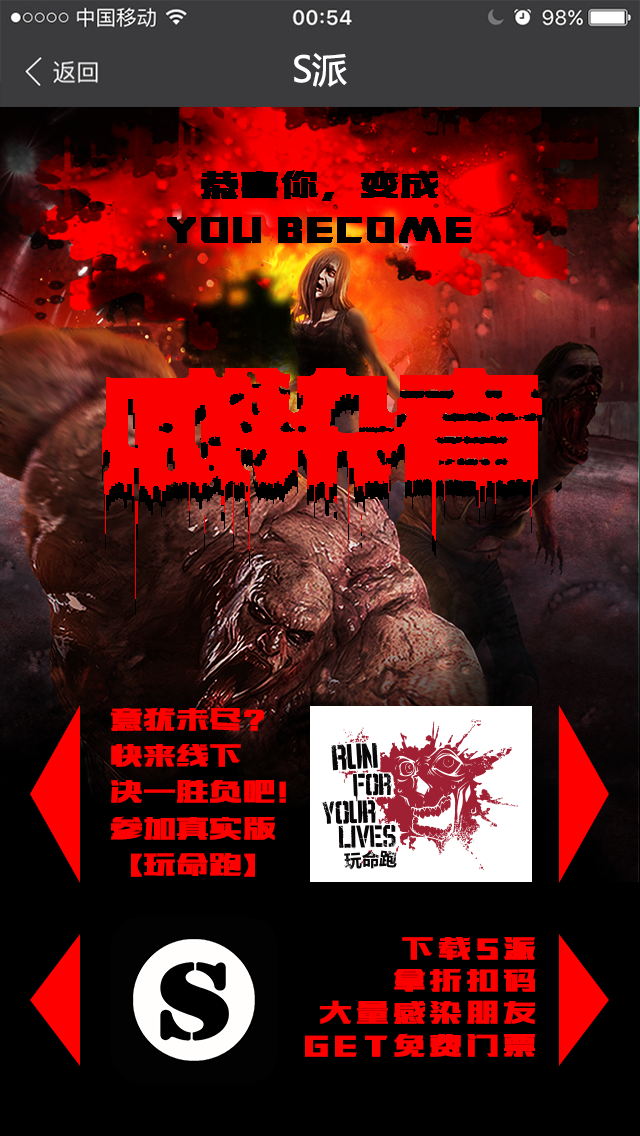 中国移动 00:54 98%
返回 S派
恭喜你，变成
YOU BECOME
感染者
意犹未尽?
快来线下
决一胜负吧!
参加真实版
【玩命跑】
RUN
FOR
YOUR
LIVES
玩命跑
S
下载S派
拿折扣码
大量感染朋友
GET免费门票